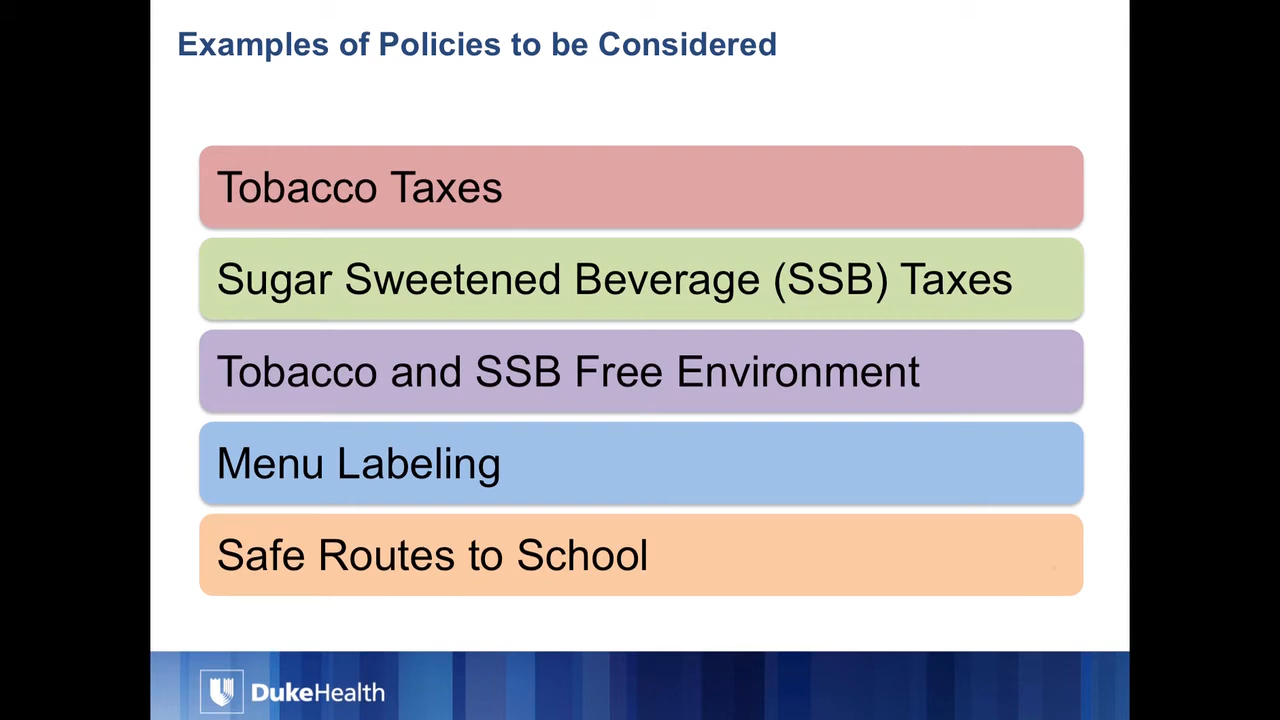 Examples of Policies to be Considered
Tobacco Taxes
Sugar Sweetened Beverage (SSB) Taxes
Tobacco and SSB Free Environment
Menu Labeling
Safe Routes to School
DukeHealth